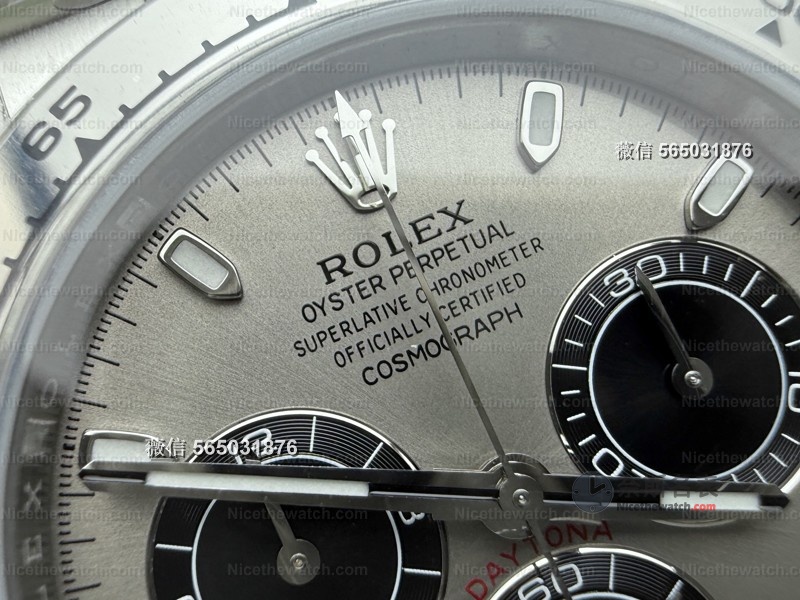 65
微信 565031876
ROLEX
OYSTER PERPETUAL
SUPERLATIVE CHRONOMETER
OFFICIALLY CERTIFIED
COSMOGRAPH
30
10
微信 565031876
DAYTONA
60
Nicethewatch.com